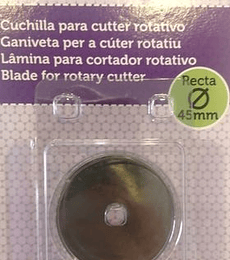 Cuchilla para cutter rotativo
Ganiveta per a cúter rotatiu
Lâmina para cortador rotativo
Blade for rotary cutter
Recta
Ø
45mm